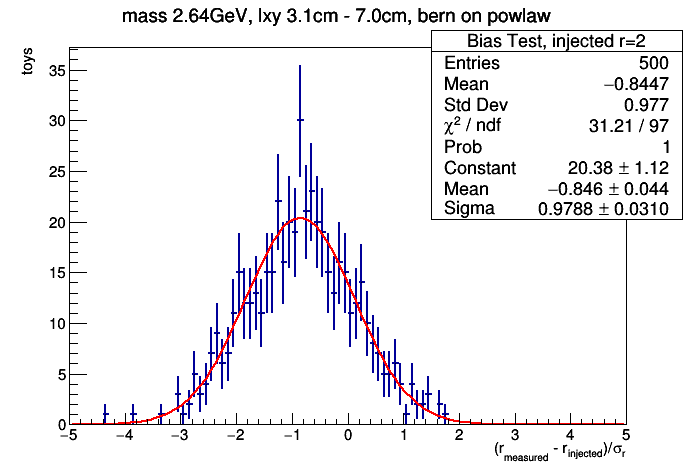 mass 2.64GeV, lxy 3.1cm - 7.0cm, bern on powlaw
Bias Test, injected r=2
Entries 500
Mean −0.8447
Std Dev 0.977
χ² / ndf 31.21 / 97
Prob 1
Constant 20.38 ± 1.12
Mean −0.846 ± 0.044
Sigma 0.9788 ± 0.0310
toys
35
30
25
20
15
10
5
0
−5 −4 −3 −2 −1 0 1 2 3 4 5
(r_measured - r_injected)/σ_r